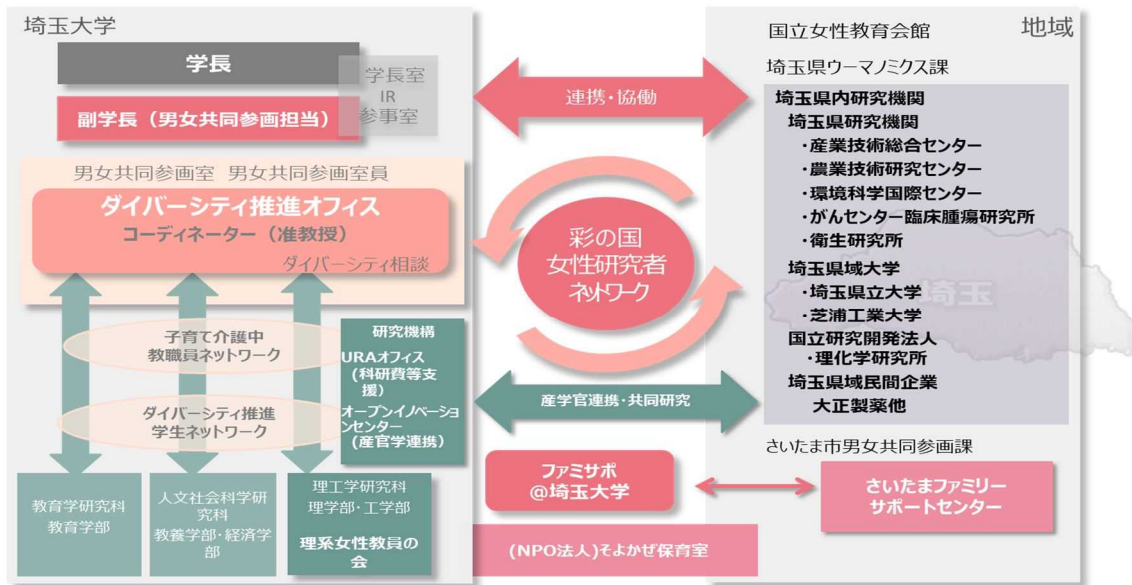 埼玉大学
学長
学長室
IR
参事室
副学長（男女共同参画担当）
男女共同参画室 男女共同参画室員
ダイバーシティ推進オフィス
コーディネーター（准教授）
ダイバーシティ相談
子育て介護中
教職員ネットワーク
ダイバーシティ推進
学生ネットワーク
研究機構
URAオフィス
(科研費等支
援)
オープンイノベーショ
ンセンター
(産官学連携)
教育学研究科
教育学部
人文社会科学研
究科
教養学部・経済学
部
理工学研究科
理学部・工学部
理系女性教員の
会
連携・協働
彩の国
女性研究者
ネットワーク
産学官連携・共同研究
ファミサポ
@埼玉大学
(NPO法人)そよかぜ保育室
地域
国立女性教育会館
埼玉県ウーマノミクス課
埼玉県内研究機関
埼玉県研究機関
・産業技術総合センター
・農業技術研究センター
・環境科学国際センター
・がんセンター臨床腫瘍研究所
・衛生研究所
埼玉県域大学
・埼玉県立大学
・芝浦工業大学
国立研究開発法人
・理化学研究所
埼玉県域民間企業
大正製薬他
埼玉
さいたま市男女共同参画課
さいたまファミリー
サポートセンター